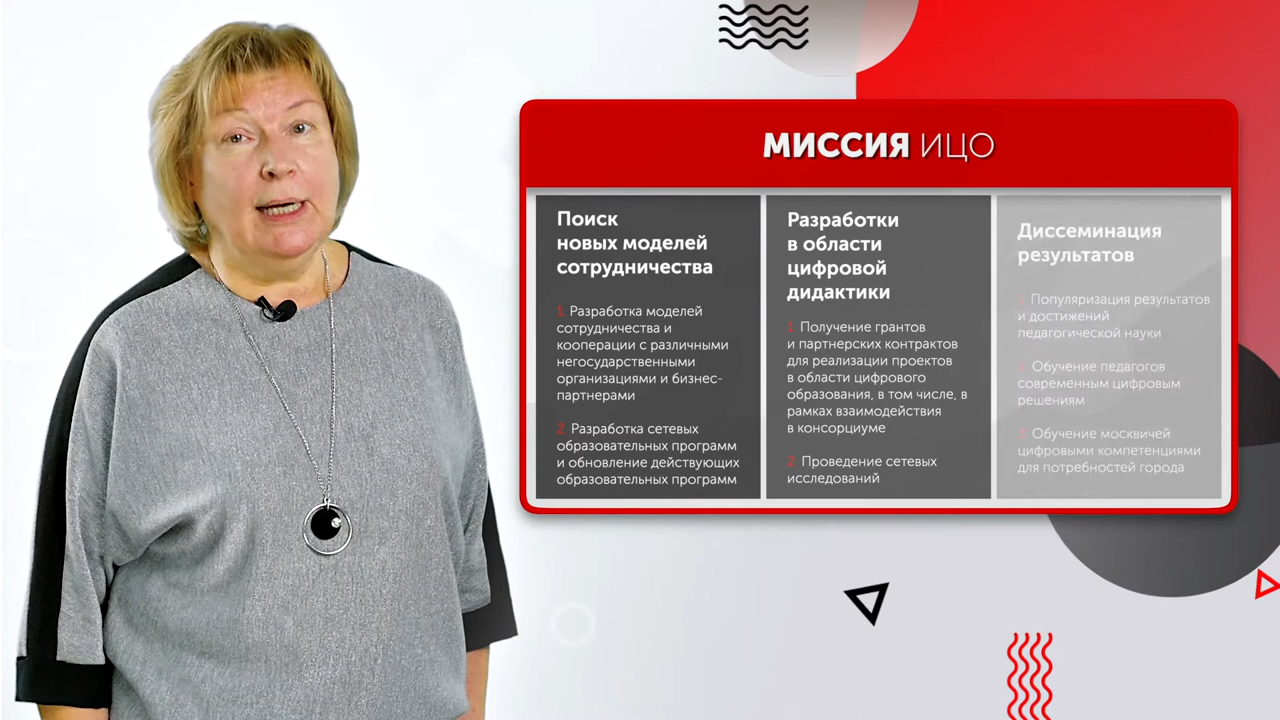 МИССИЯ ИЦО
Поиск
новых моделей
сотрудничества
1 Разработка моделей
сотрудничества и
кооперации с различными
негосударственными
организациями и бизнес-
партнерами
2 Разработка сетевых
образовательных программ
и обновление действующих
образовательных программ
Разработки
в области
цифровой
дидактики
1 Получение грантов
и партнерских контрактов
для реализации проектов
в области цифрового
образования, в том числе, в
рамках взаимодействия
в консорциуме
2 Проведение сетевых
исследований
Диссеминация
результатов
1 Популяризация результатов
и достижений
педагогической науки
2 Обучение педагогов
современным цифровым
решениям
3 Обучение москвичей
цифровыми компетенциями
для потребностей города